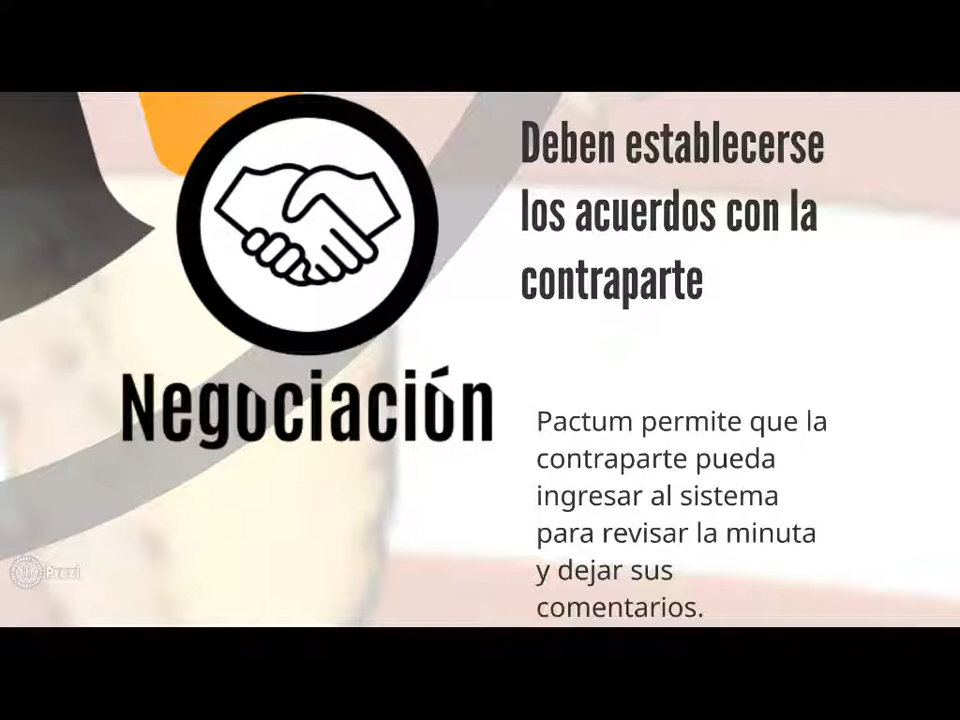 Deben establecerse
los acuerdos con la
contraparte
Negociación
Pactum permite que la
contraparte pueda
ingresar al sistema
para revisar la minuta
y dejar sus
comentarios.
Prezi